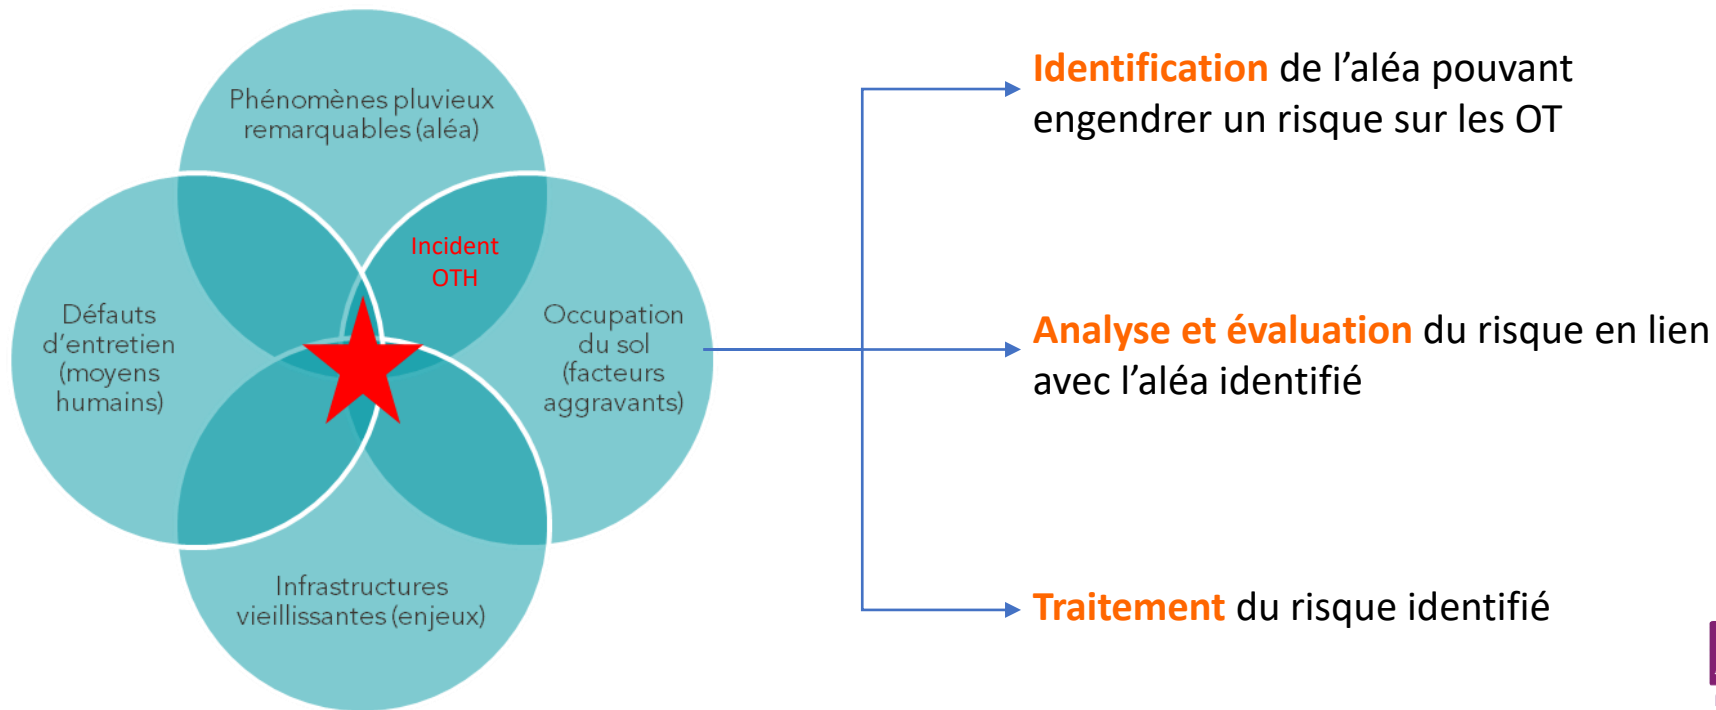 Phénomènes pluvieux
remarquables (aléa)
Incident
OTH
Défauts
d'entretien
(moyens
humains)
Occupation
du sol
(facteurs
aggravants)
Infrastructures
vieillissantes (enjeux)
Identification de l'aléa pouvant
engendrer un risque sur les OT
Analyse et évaluation du risque en lien
avec l'aléa identifié
Traitement du risque identifié